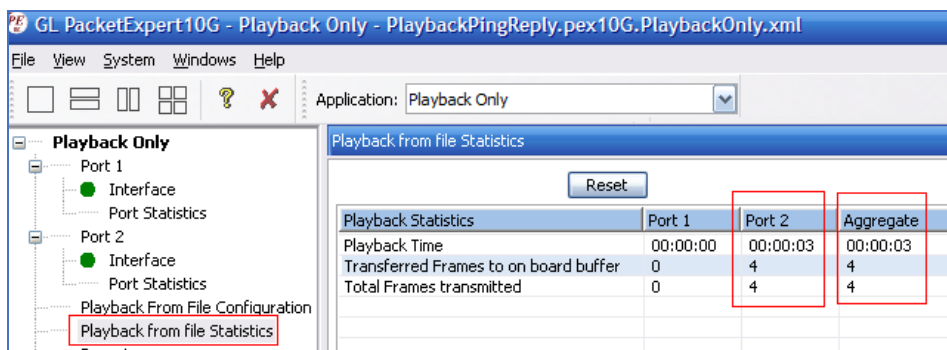 GL PacketExpert10G - Playback Only - PlaybackPingReply.pex10G.PlaybackOnly.xml
File View System Windows Help
Application: Playback Only
Playback Only
Port 1
Interface
Port Statistics
Port 2
Interface
Port Statistics
Playback From File Configuration
Playback from file Statistics
Playback from file Statistics
Reset
Playback Statistics Port 1 Port 2 Aggregate
Playback Time 00:00:00 00:00:03 00:00:03
Transferred Frames to on board buffer 0 4 4
Total Frames transmitted 0 4 4